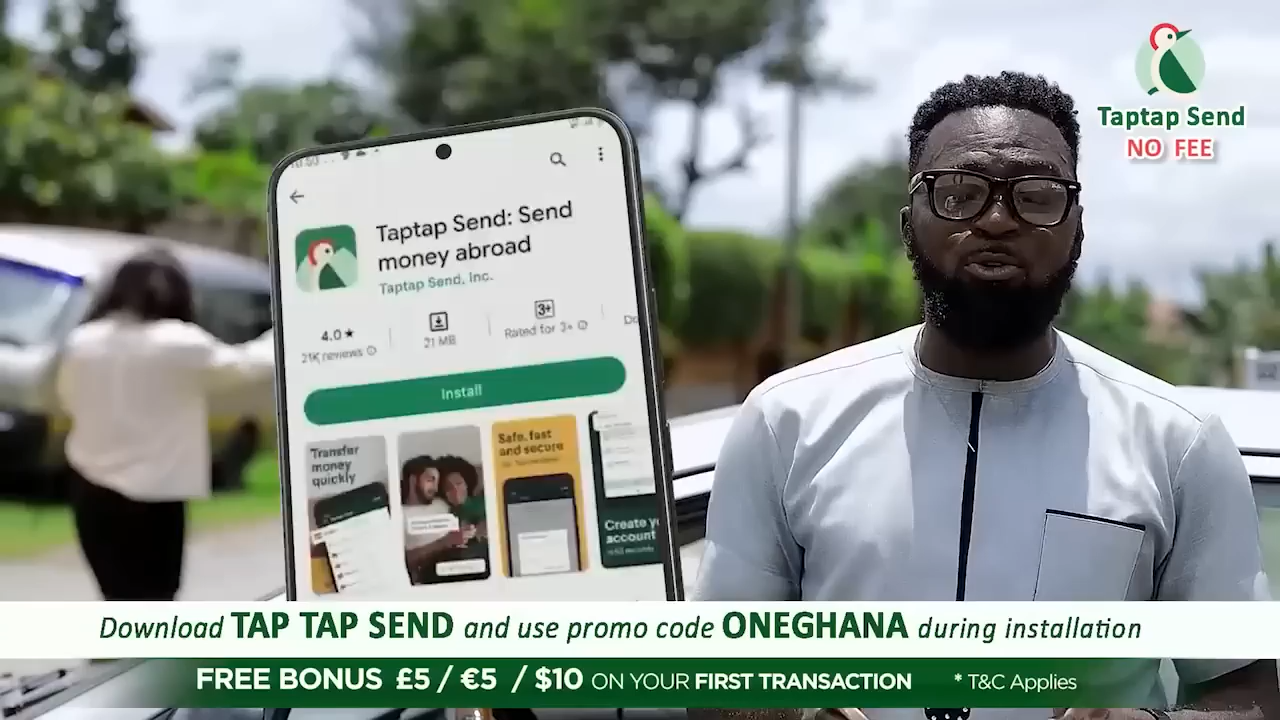 Taptap Send
NO FEE
Taptap Send: Send
money abroad
Taptap Send, Inc.
4.0 ★
21K reviews
21 MB
3+
Rated for 3+
Install
Transfer
money
quickly
Safe, fast
and secure
Create
account
Download TAP TAP SEND and use promo code ONEGHANA during installation
FREE BONUS £5 / €5 / $10 ON YOUR FIRST TRANSACTION * T&C Applies